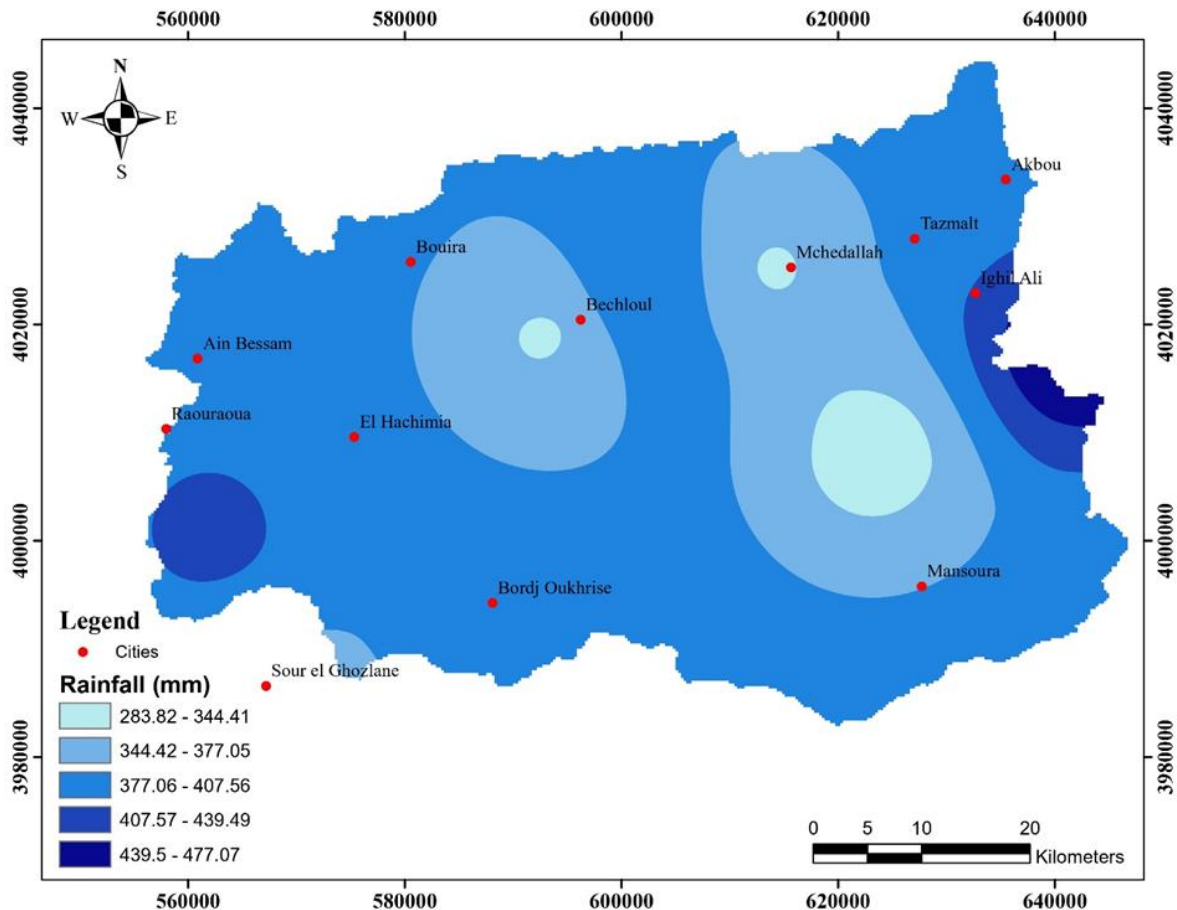 560000 580000 600000 620000 640000
N
W E
S
4040000 4040000
Akbou
Tazmalt
Bouira
Mchedallah
Ighil Ali
Bechloul
4020000 4020000
Ain Bessam
Raouraoua
El Hachimia
4000000 4000000
Mansoura
Bordj Oukhrise
Legend
Cities
Sour el Ghozlane
Rainfall (mm)
283.82 - 344.41
344.42 - 377.05
3980000 3980000
377.06 - 407.56
407.57 - 439.49
439.5 - 477.07
0 5 10 20
Kilometers
560000 580000 600000 620000 640000